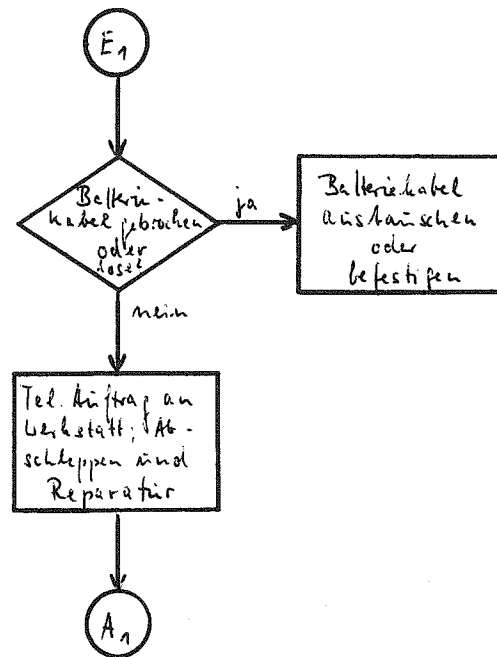 E1
Batterie-
kabel gebrochen
oder
lose?
ja
Batteriekabel
austauschen
oder
befestigen
nein
Tel. Auftrag an
Werkstatt; Ab-
schleppen und
Reparatur
A1